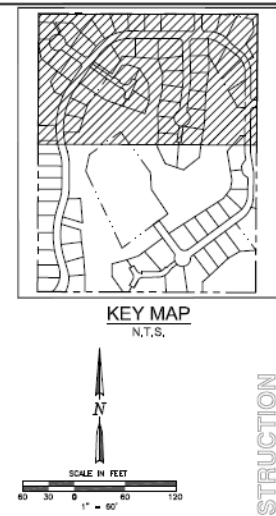 KEY MAP
N.T.S.
N
SCALE IN FEET
60 30 0 60 120
1" = 60'
STRUCTION